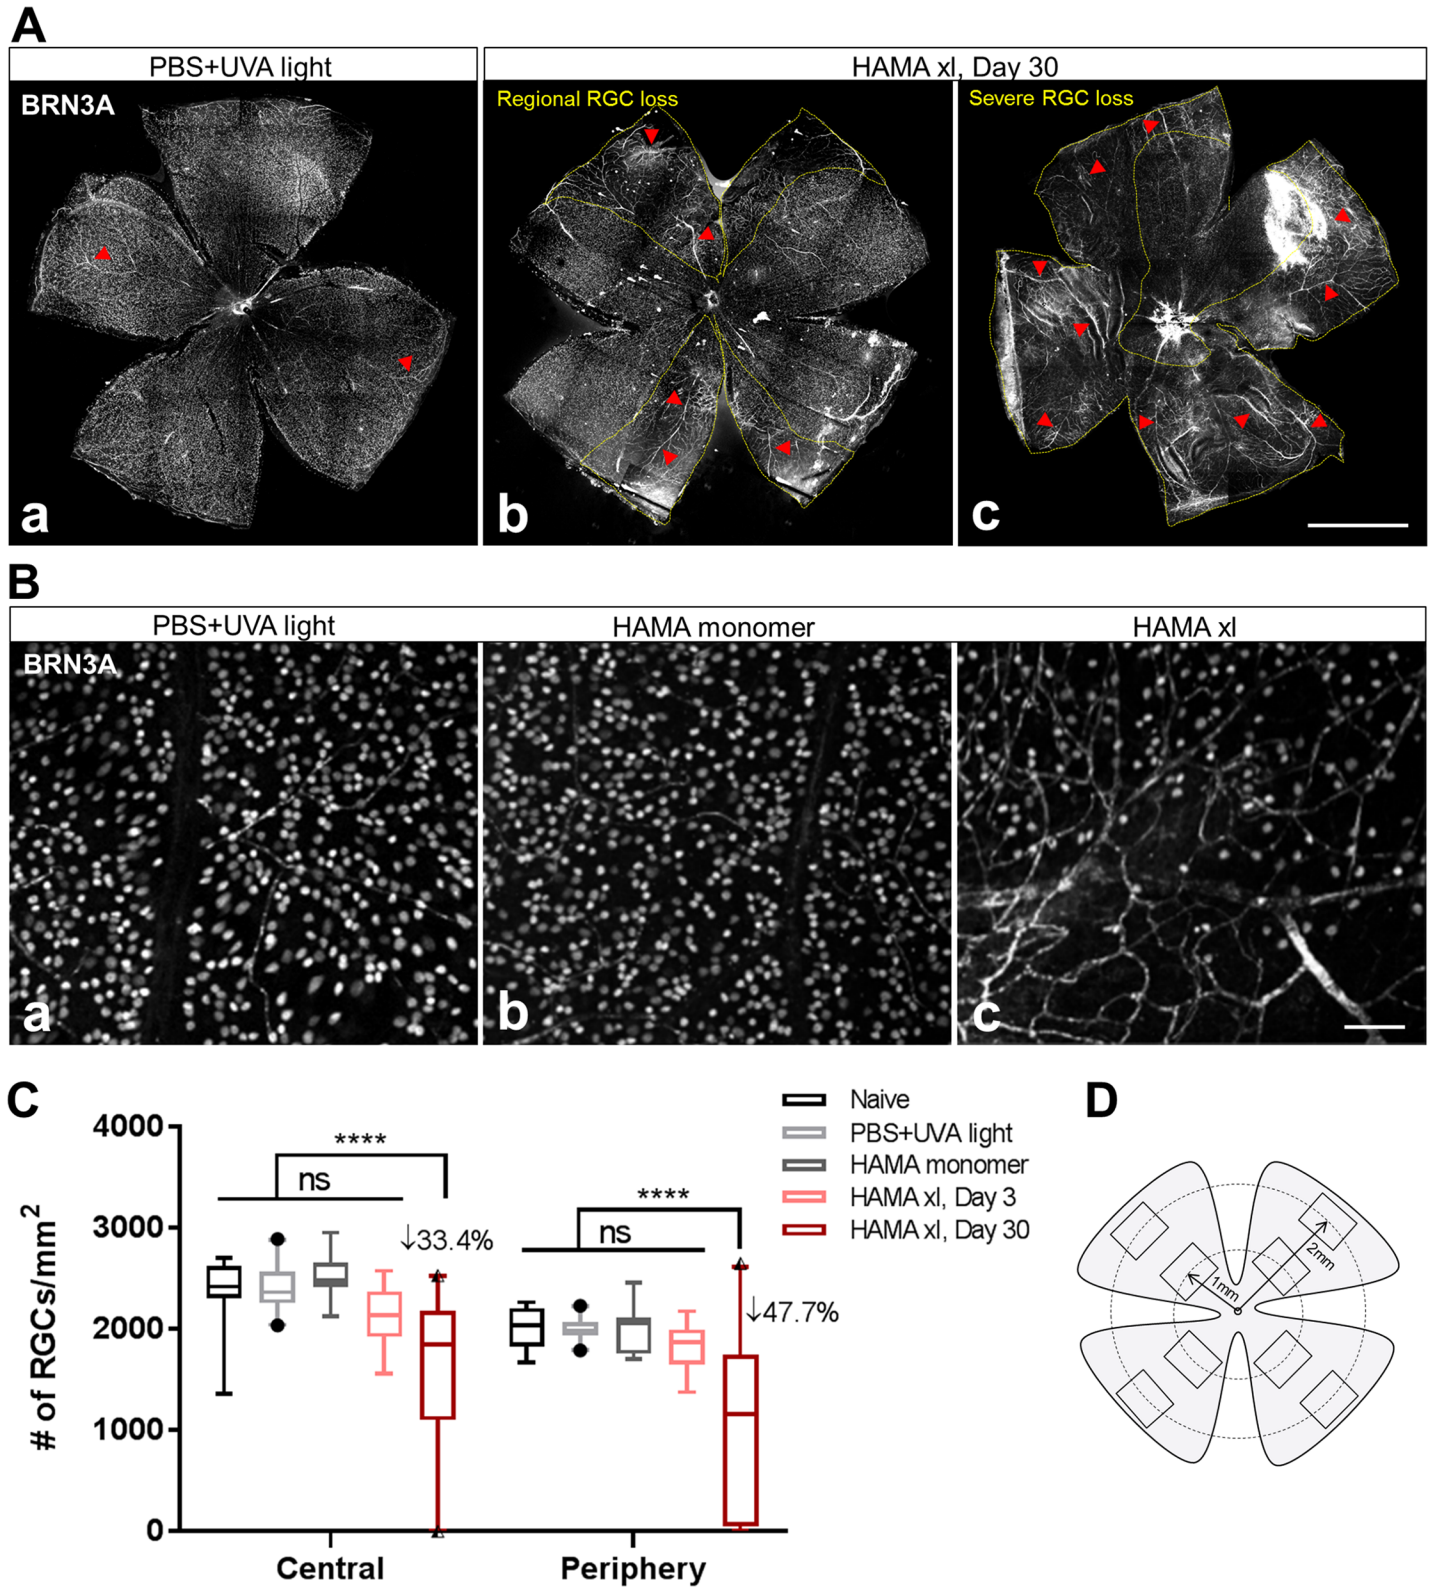 A
PBS+UVA light
HAMA xl, Day 30
BRN3A
Regional RGC loss
Severe RGC loss
a
b
c
B
PBS+UVA light
HAMA monomer
HAMA xl
BRN3A
a
b
c
C
# of RGCs/mm2
4000
3000
2000
1000
0
****
ns
↓33.4%
****
ns
↓47.7%
Central
Periphery
Naive
PBS+UVA light
HAMA monomer
HAMA xl, Day 3
HAMA xl, Day 30
D
1mm
2mm